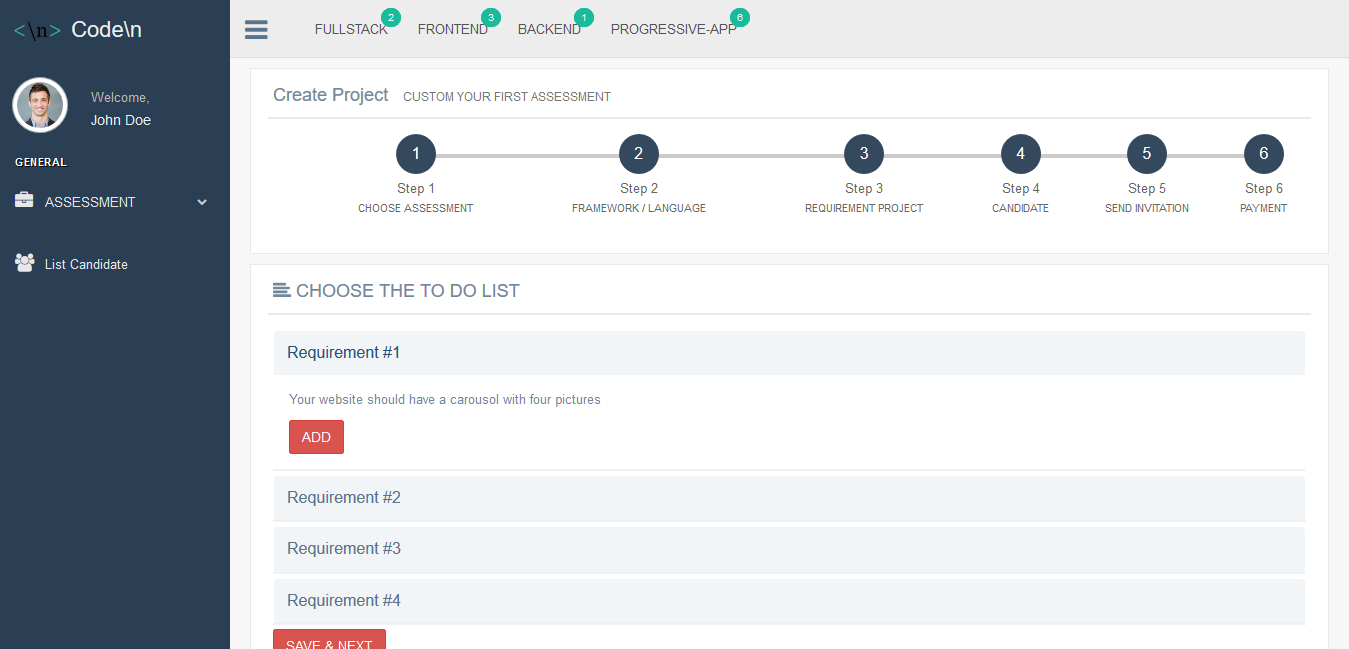 <\n> Code\n
Welcome,
John Doe
GENERAL
ASSESSMENT
List Candidate
FULLSTACK 2 FRONTEND 3 BACKEND 1 PROGRESSIVE-APP 6
Create Project CUSTOM YOUR FIRST ASSESSMENT
1 2 3 4 5 6
Step 1 Step 2 Step 3 Step 4 Step 5 Step 6
CHOOSE ASSESSMENT FRAMEWORK / LANGUAGE REQUIREMENT PROJECT CANDIDATE SEND INVITATION PAYMENT
CHOOSE THE TO DO LIST
Requirement #1
Your website should have a carousol with four pictures
ADD
Requirement #2
Requirement #3
Requirement #4
SAVE & NEXT